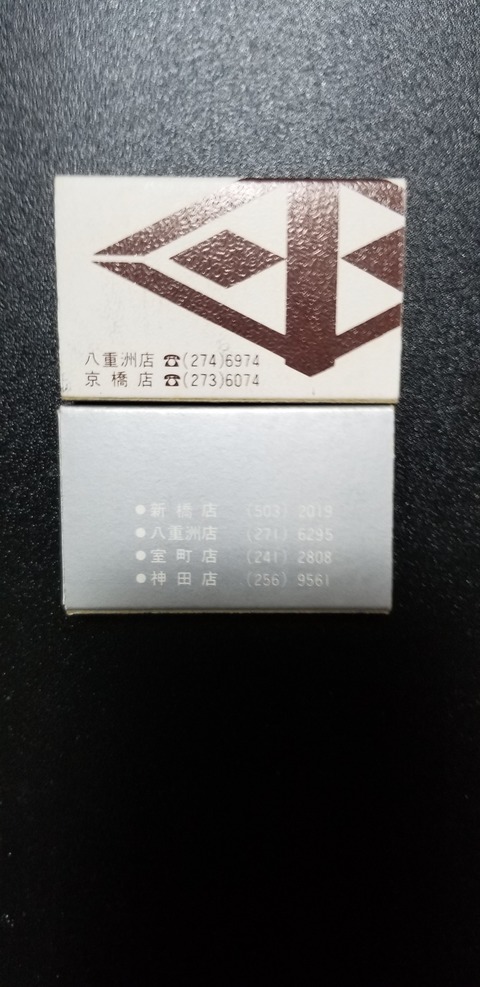 八重洲店 ☎(274)6974
京橋店 ☎(273)6074
●新橋店 (503) 2019
●八重洲店 (271) 6295
●室町店 (241) 2808
●神田店 (256) 9561